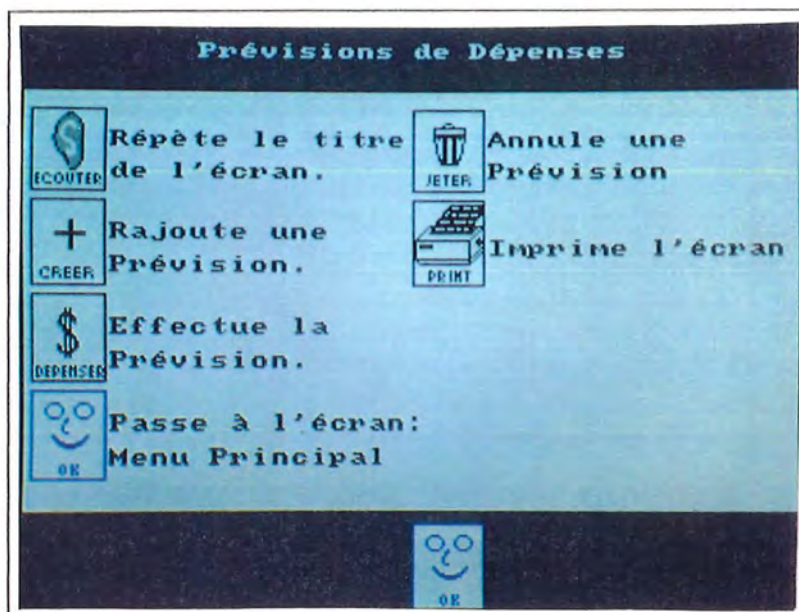 Prévisions de Dépenses
ECOUTER
Répète le titre
de l'écran.
CREER
Rajoute une
Prévision.
DEPENSER
Effectue la
Prévision.
OK
Passe à l'écran:
Menu Principal
JETER
Annule une
Prévision
PRINT
Imprime l'écran
OK